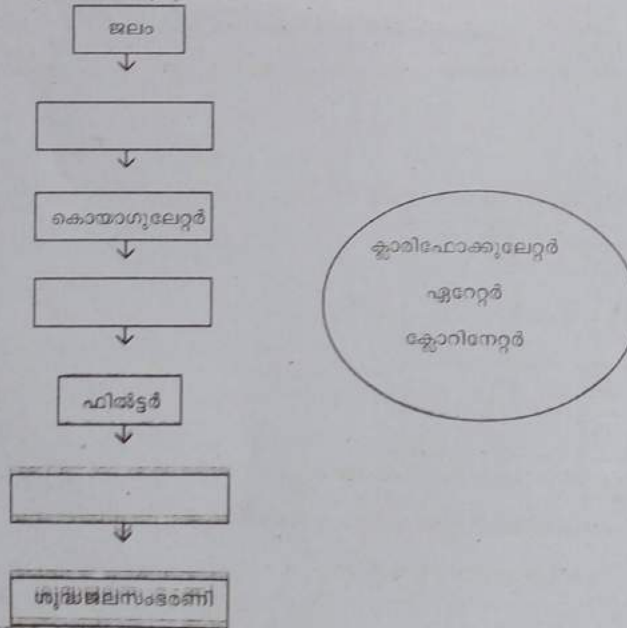 ജലം
കൊയാഗുലേറ്റർ
ഫിൽട്ടർ
ശുദ്ധജലസംഭരണി
ക്ലാരിഫോക്കുലേറ്റർ
ഏറേറ്റർ
ക്ലോറിനേറ്റർ